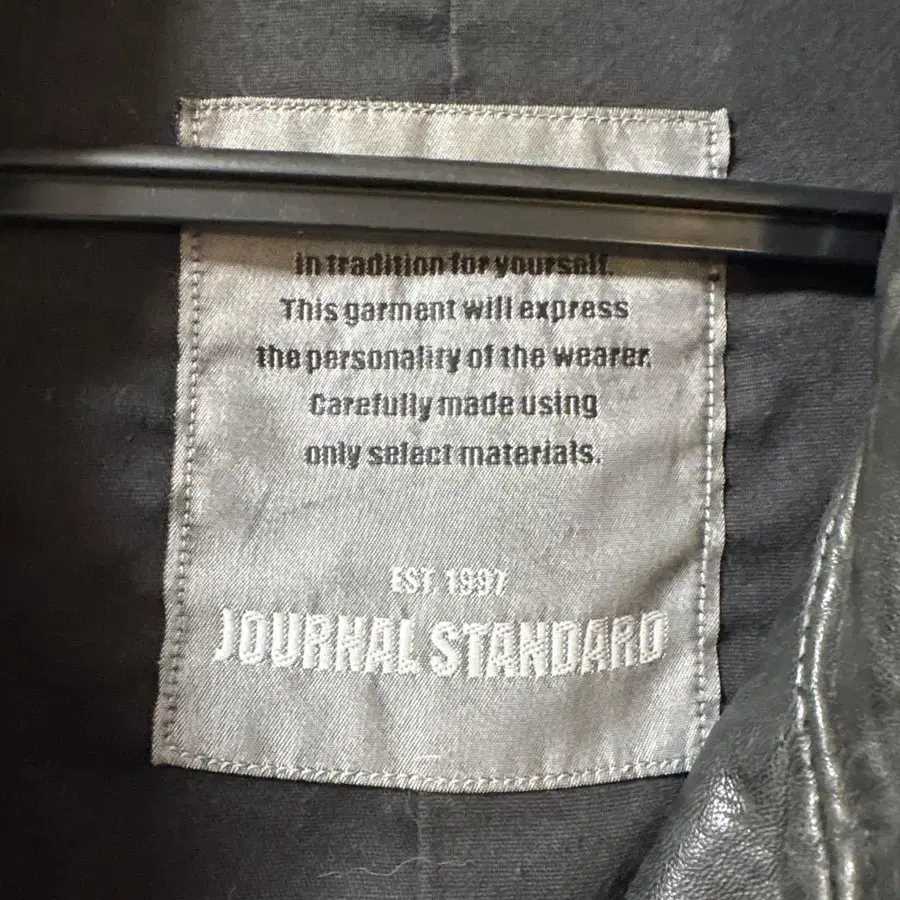 in tradition for yourself.
This garment will express
the personality of the wearer.
Carefully made using
only select materials.
EST. 1997
JOURNAL STANDARD